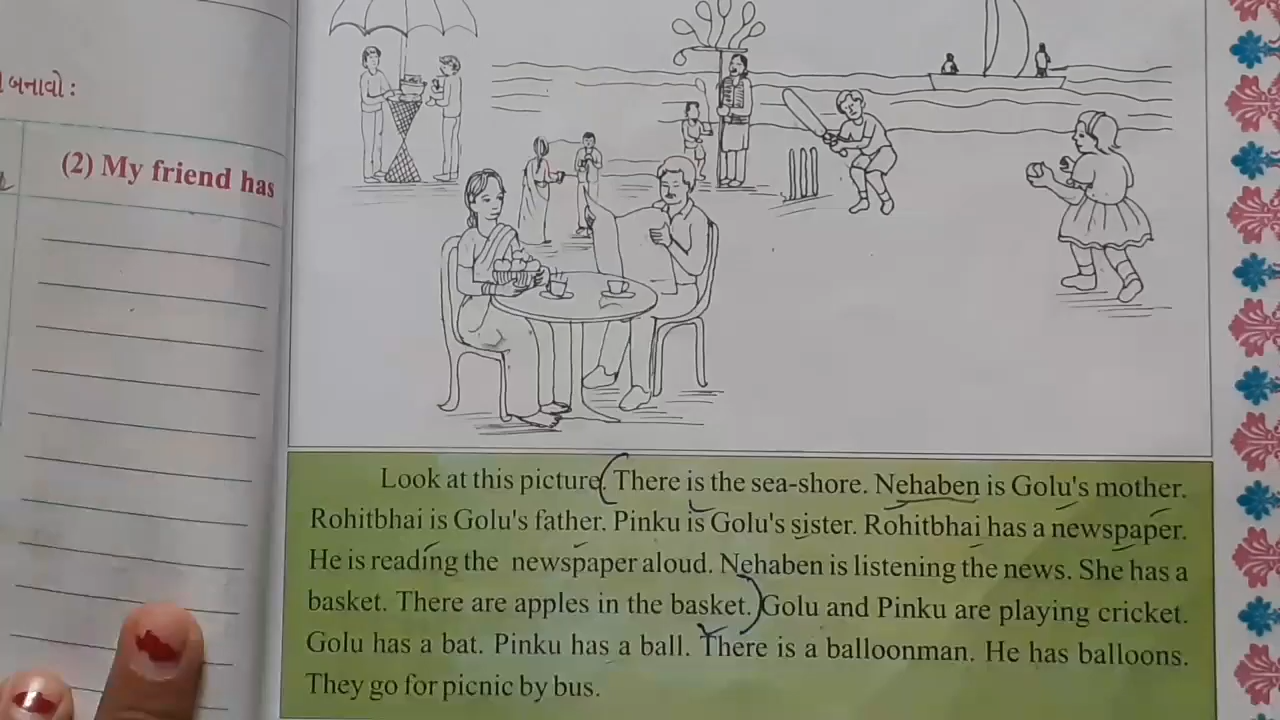 બનાવો :
(2) My friend has
Look at this picture. There is the sea-shore. Nehaben is Golu's mother.
Rohitbhai is Golu's father. Pinku is Golu's sister. Rohitbhai has a newspaper.
He is reading the newspaper aloud. Nehaben is listening the news. She has a
basket. There are apples in the basket. Golu and Pinku are playing cricket.
Golu has a bat. Pinku has a ball. There is a balloonman. He has balloons.
They go for picnic by bus.